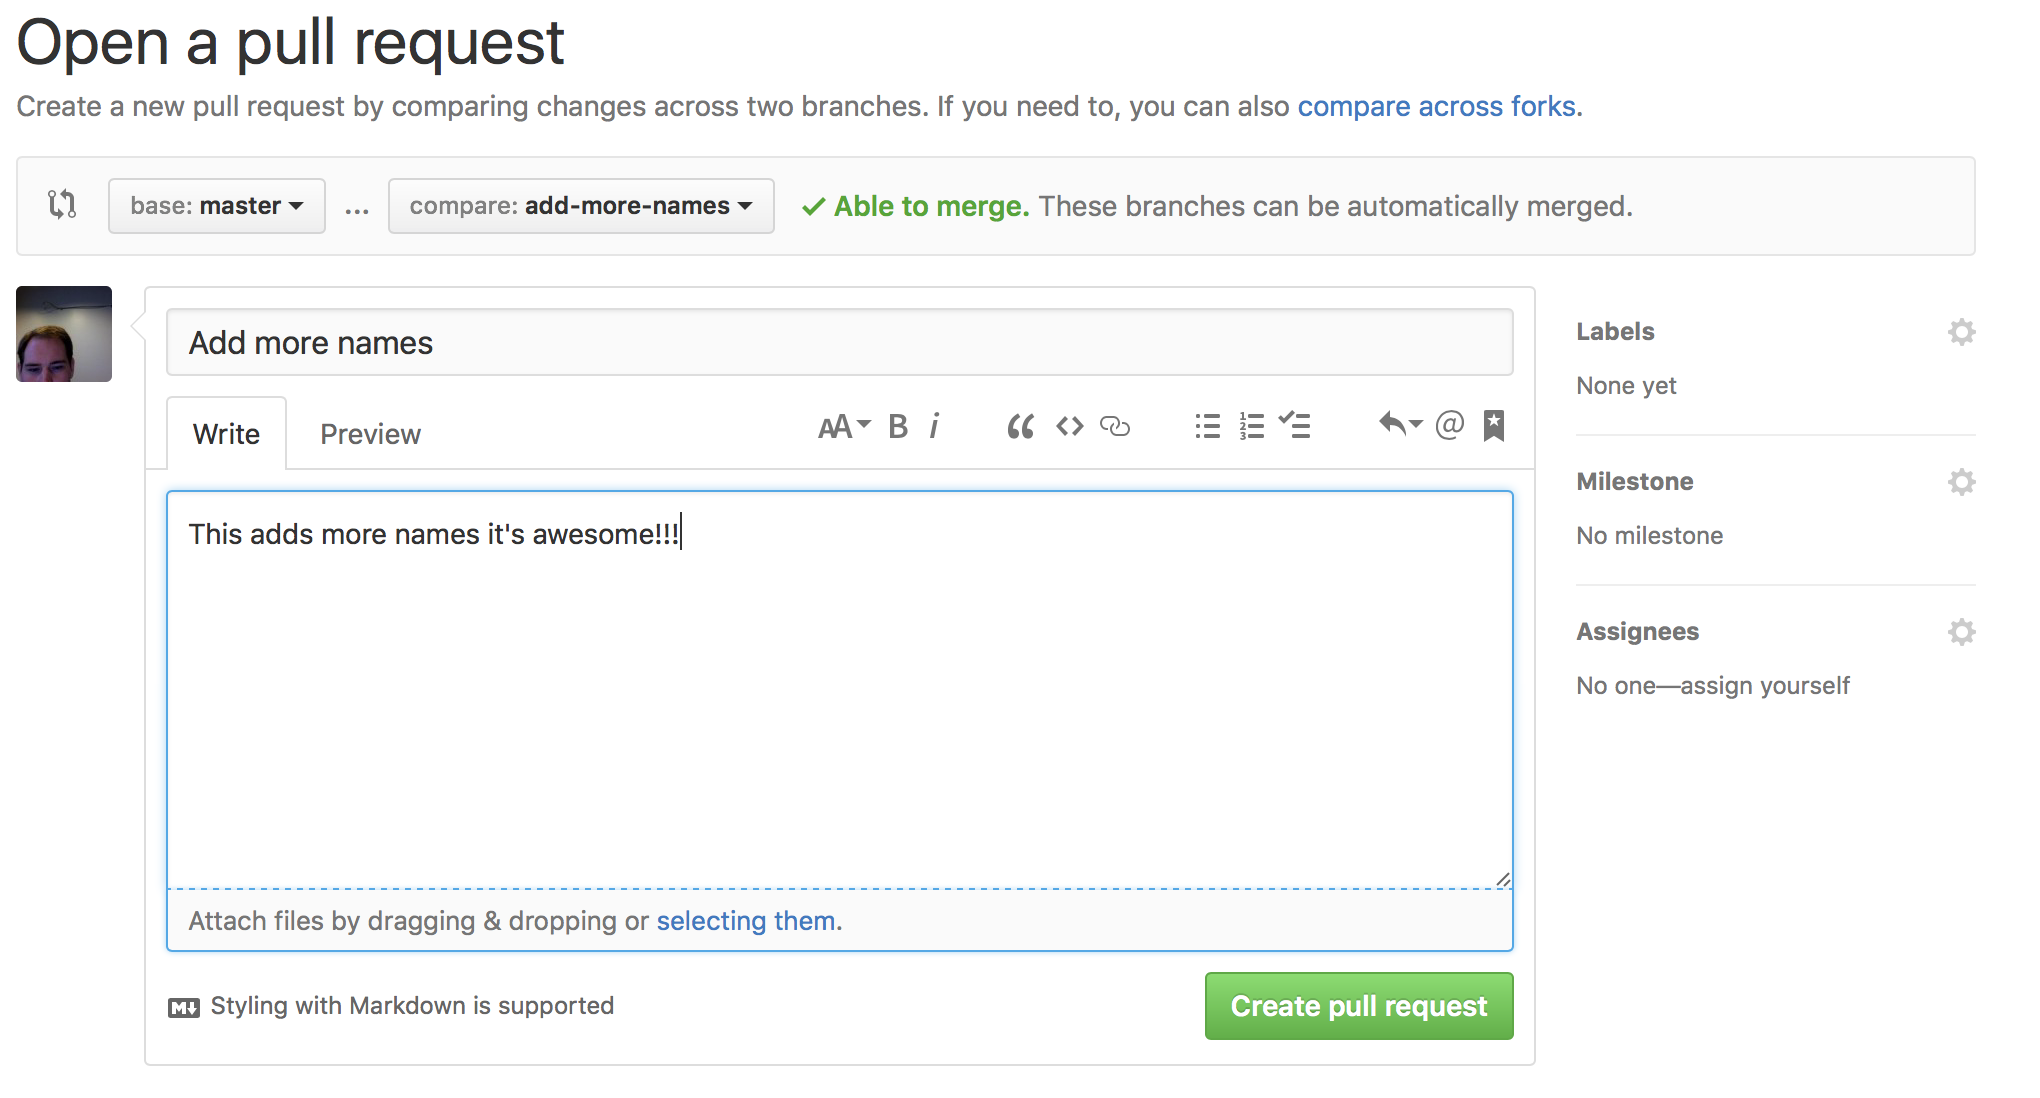 Open a pull request
Create a new pull request by comparing changes across two branches. If you need to, you can also compare across forks.
base: master ... compare: add-more-names Able to merge. These branches can be automatically merged.
Add more names
Labels
None yet
Write Preview AA B i
Milestone
No milestone
This adds more names it's awesome!!!
Assignees
No one—assign yourself
Attach files by dragging & dropping or selecting them.
M Styling with Markdown is supported
Create pull request